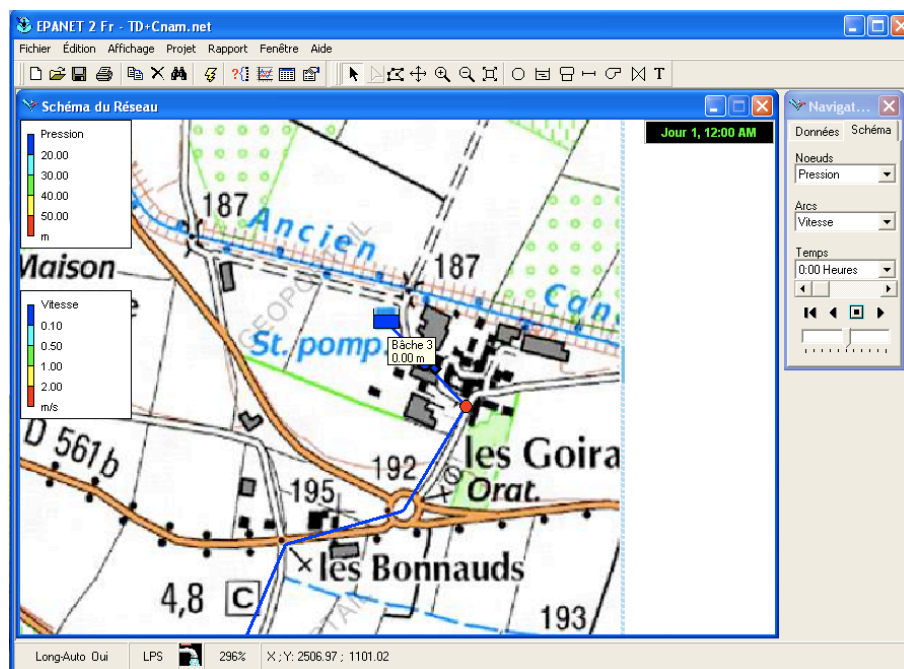 EPANET 2 Fr - TD+Cnam.net
Fichier Édition Affichage Projet Rapport Fenêtre Aide
T
Schéma du Réseau
Navigat...
Pression
20.00
30.00
40.00
50.00
m
Jour 1, 12:00 AM
Données Schéma
Noeuds
Pression
Arcs
Vitesse
Temps
0:00 Heures
187
Ancien
187
Maison
Cana
GEOPORTAIL
Vitesse
0.10
0.50
1.00
2.00
m/s
St. pomp.
Bâche 3
0.00 m
D 561b
192
les Goira
Orat.
195
les Bonnauds
4,8 C
193
Long-Auto Oui LPS 296% X ; Y: 2506.97 ; 1101.02